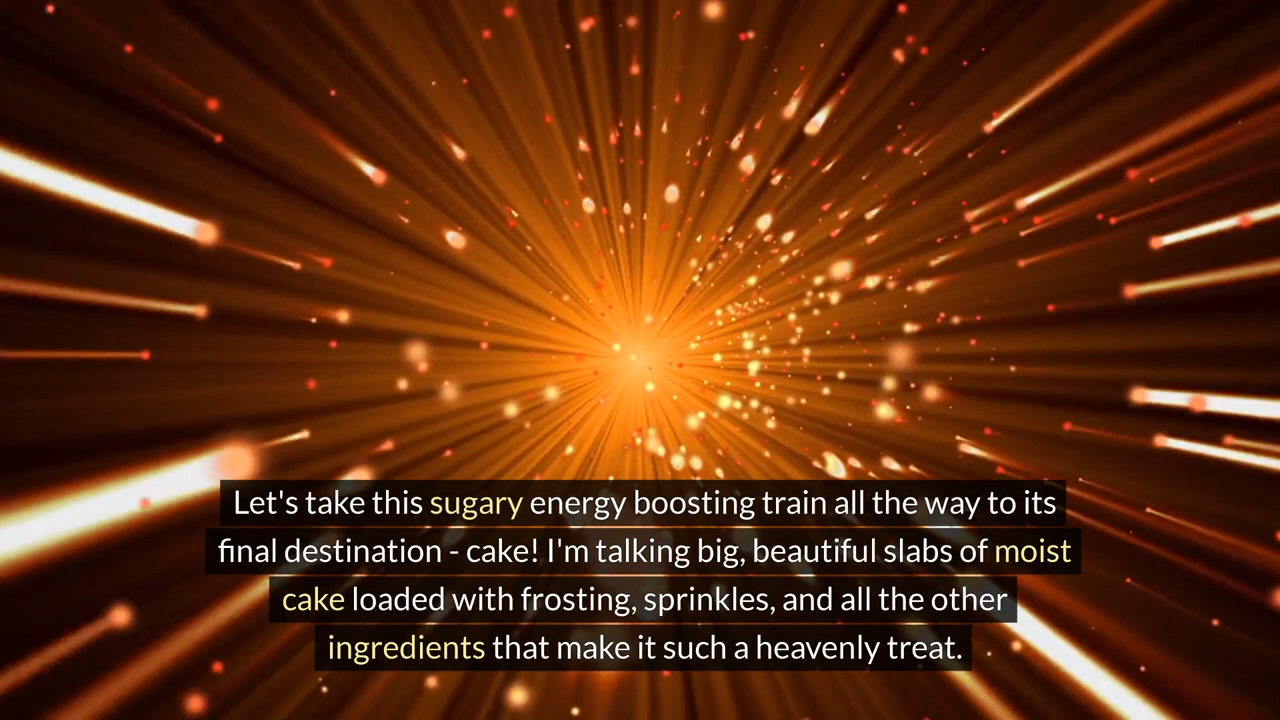 Let's take this sugary energy boosting train all the way to its
final destination - cake! I'm talking big, beautiful slabs of moist
cake loaded with frosting, sprinkles, and all the other
ingredients that make it such a heavenly treat.